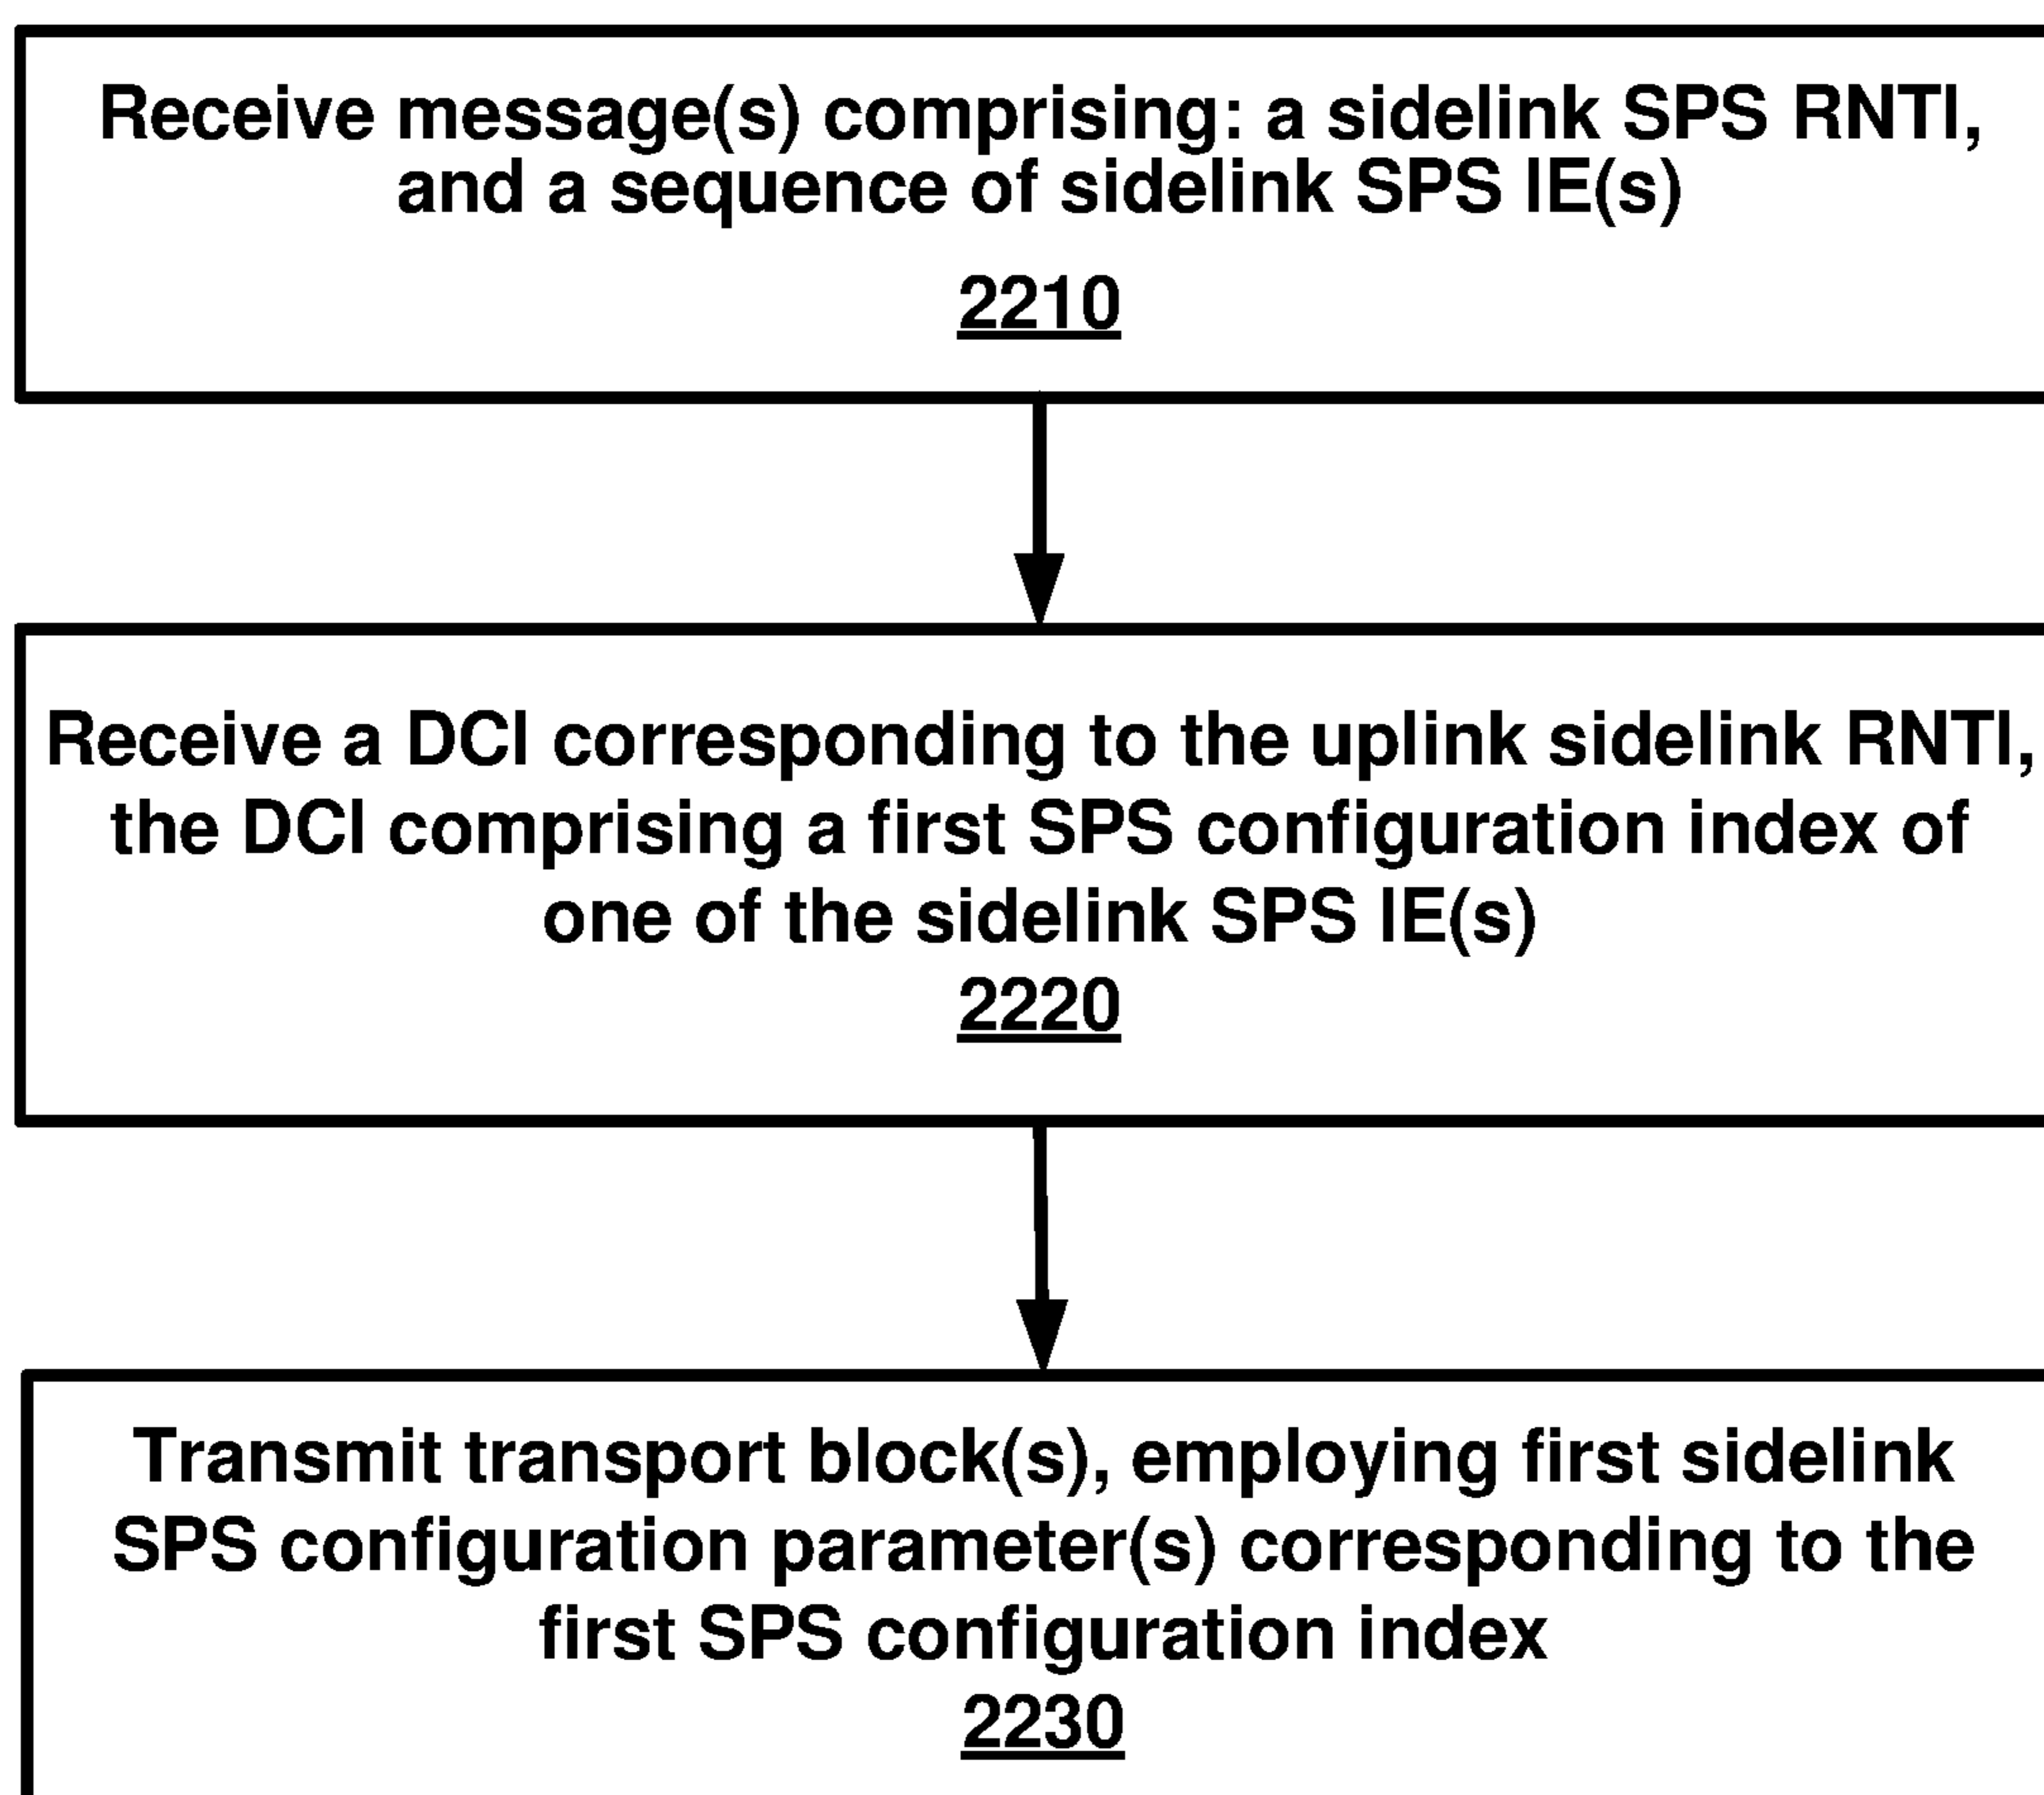 Receive message(s) comprising: a sidelink SPS RNTI,
and a sequence of sidelink SPS IE(s)
2210
Receive a DCI corresponding to the uplink sidelink RNTI,
the DCI comprising a first SPS configuration index of
one of the sidelink SPS IE(s)
2220
Transmit transport block(s), employing first sidelink
SPS configuration parameter(s) corresponding to the
first SPS configuration index
2230